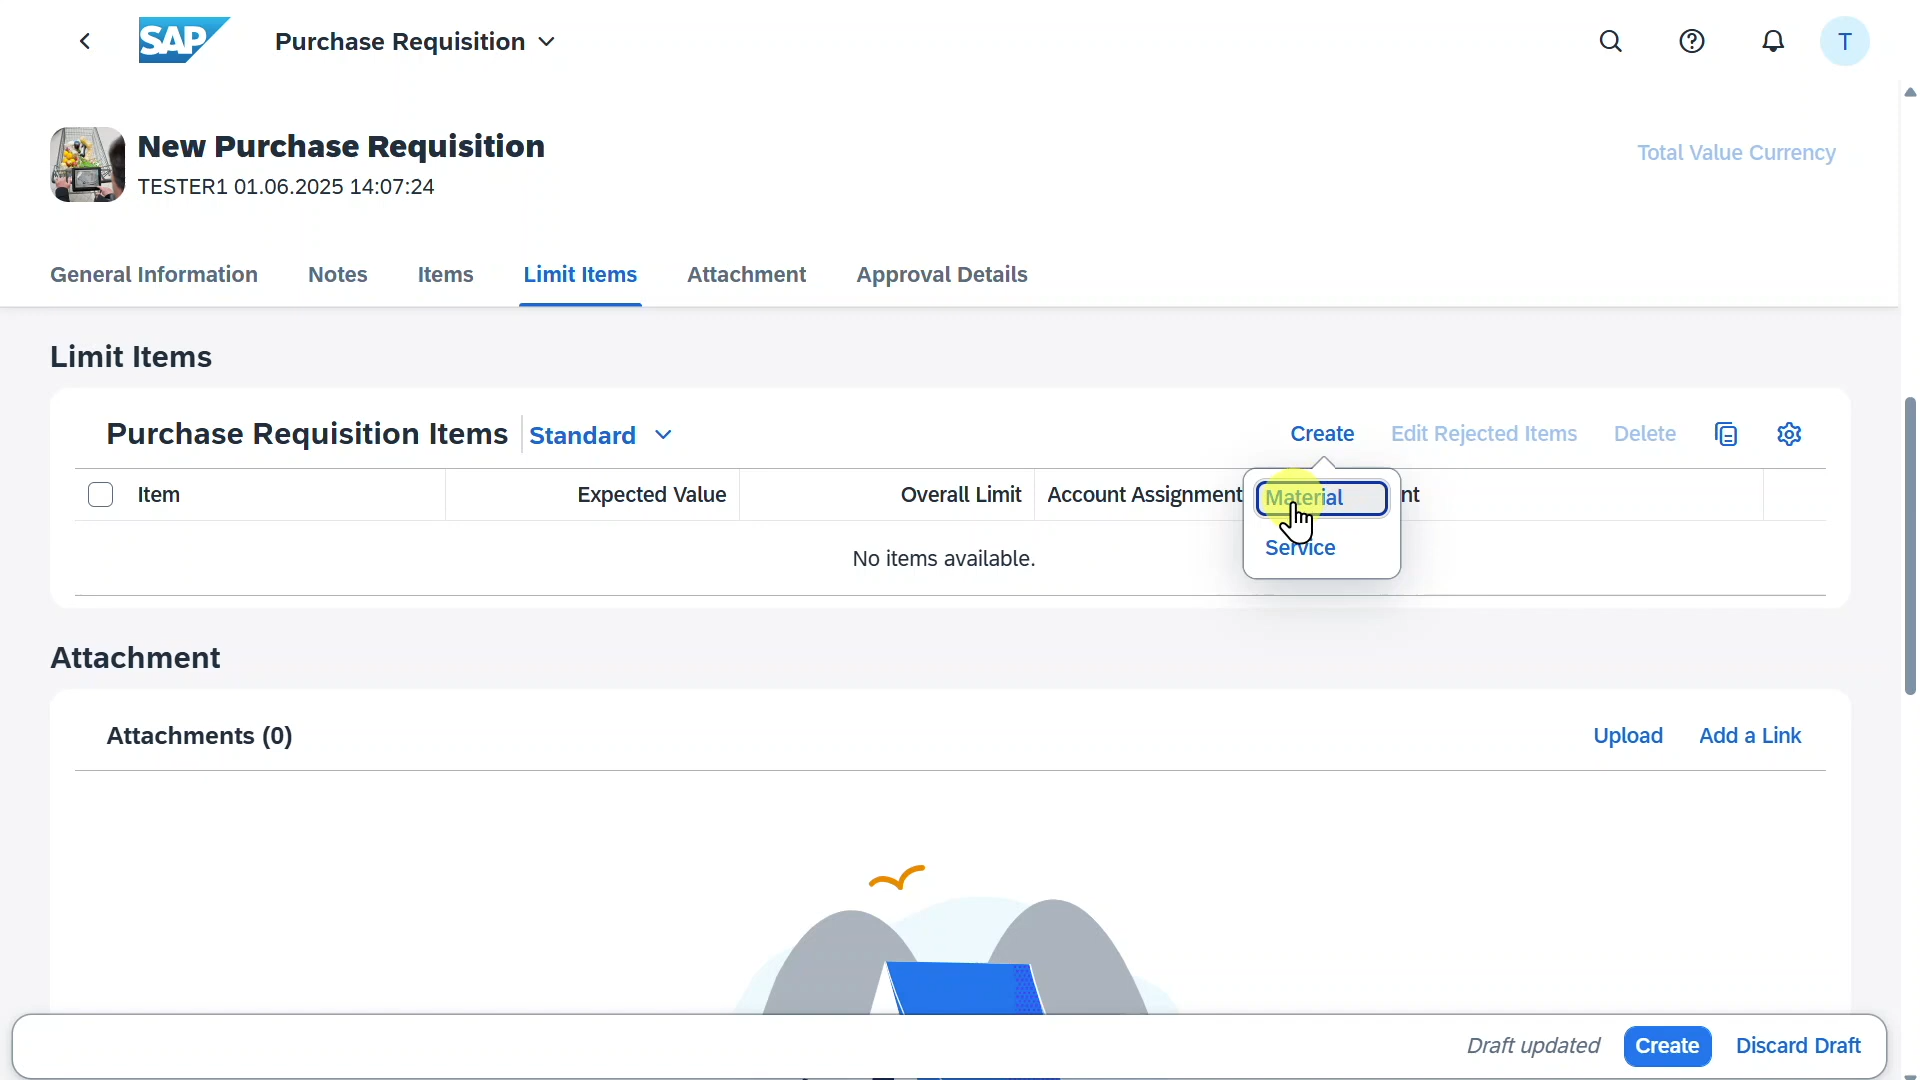 SAP
Purchase Requisition
T
New Purchase Requisition
TESTER1 01.06.2025 14:07:24
Total Value Currency
General Information Notes Items Limit Items Attachment Approval Details
Limit Items
Purchase Requisition Items Standard
Create Edit Rejected Items Delete
Item Expected Value Overall Limit Account Assignment nt
Material
Service
No items available.
Attachment
Attachments (0)
Upload Add a Link
Draft updated Create Discard Draft